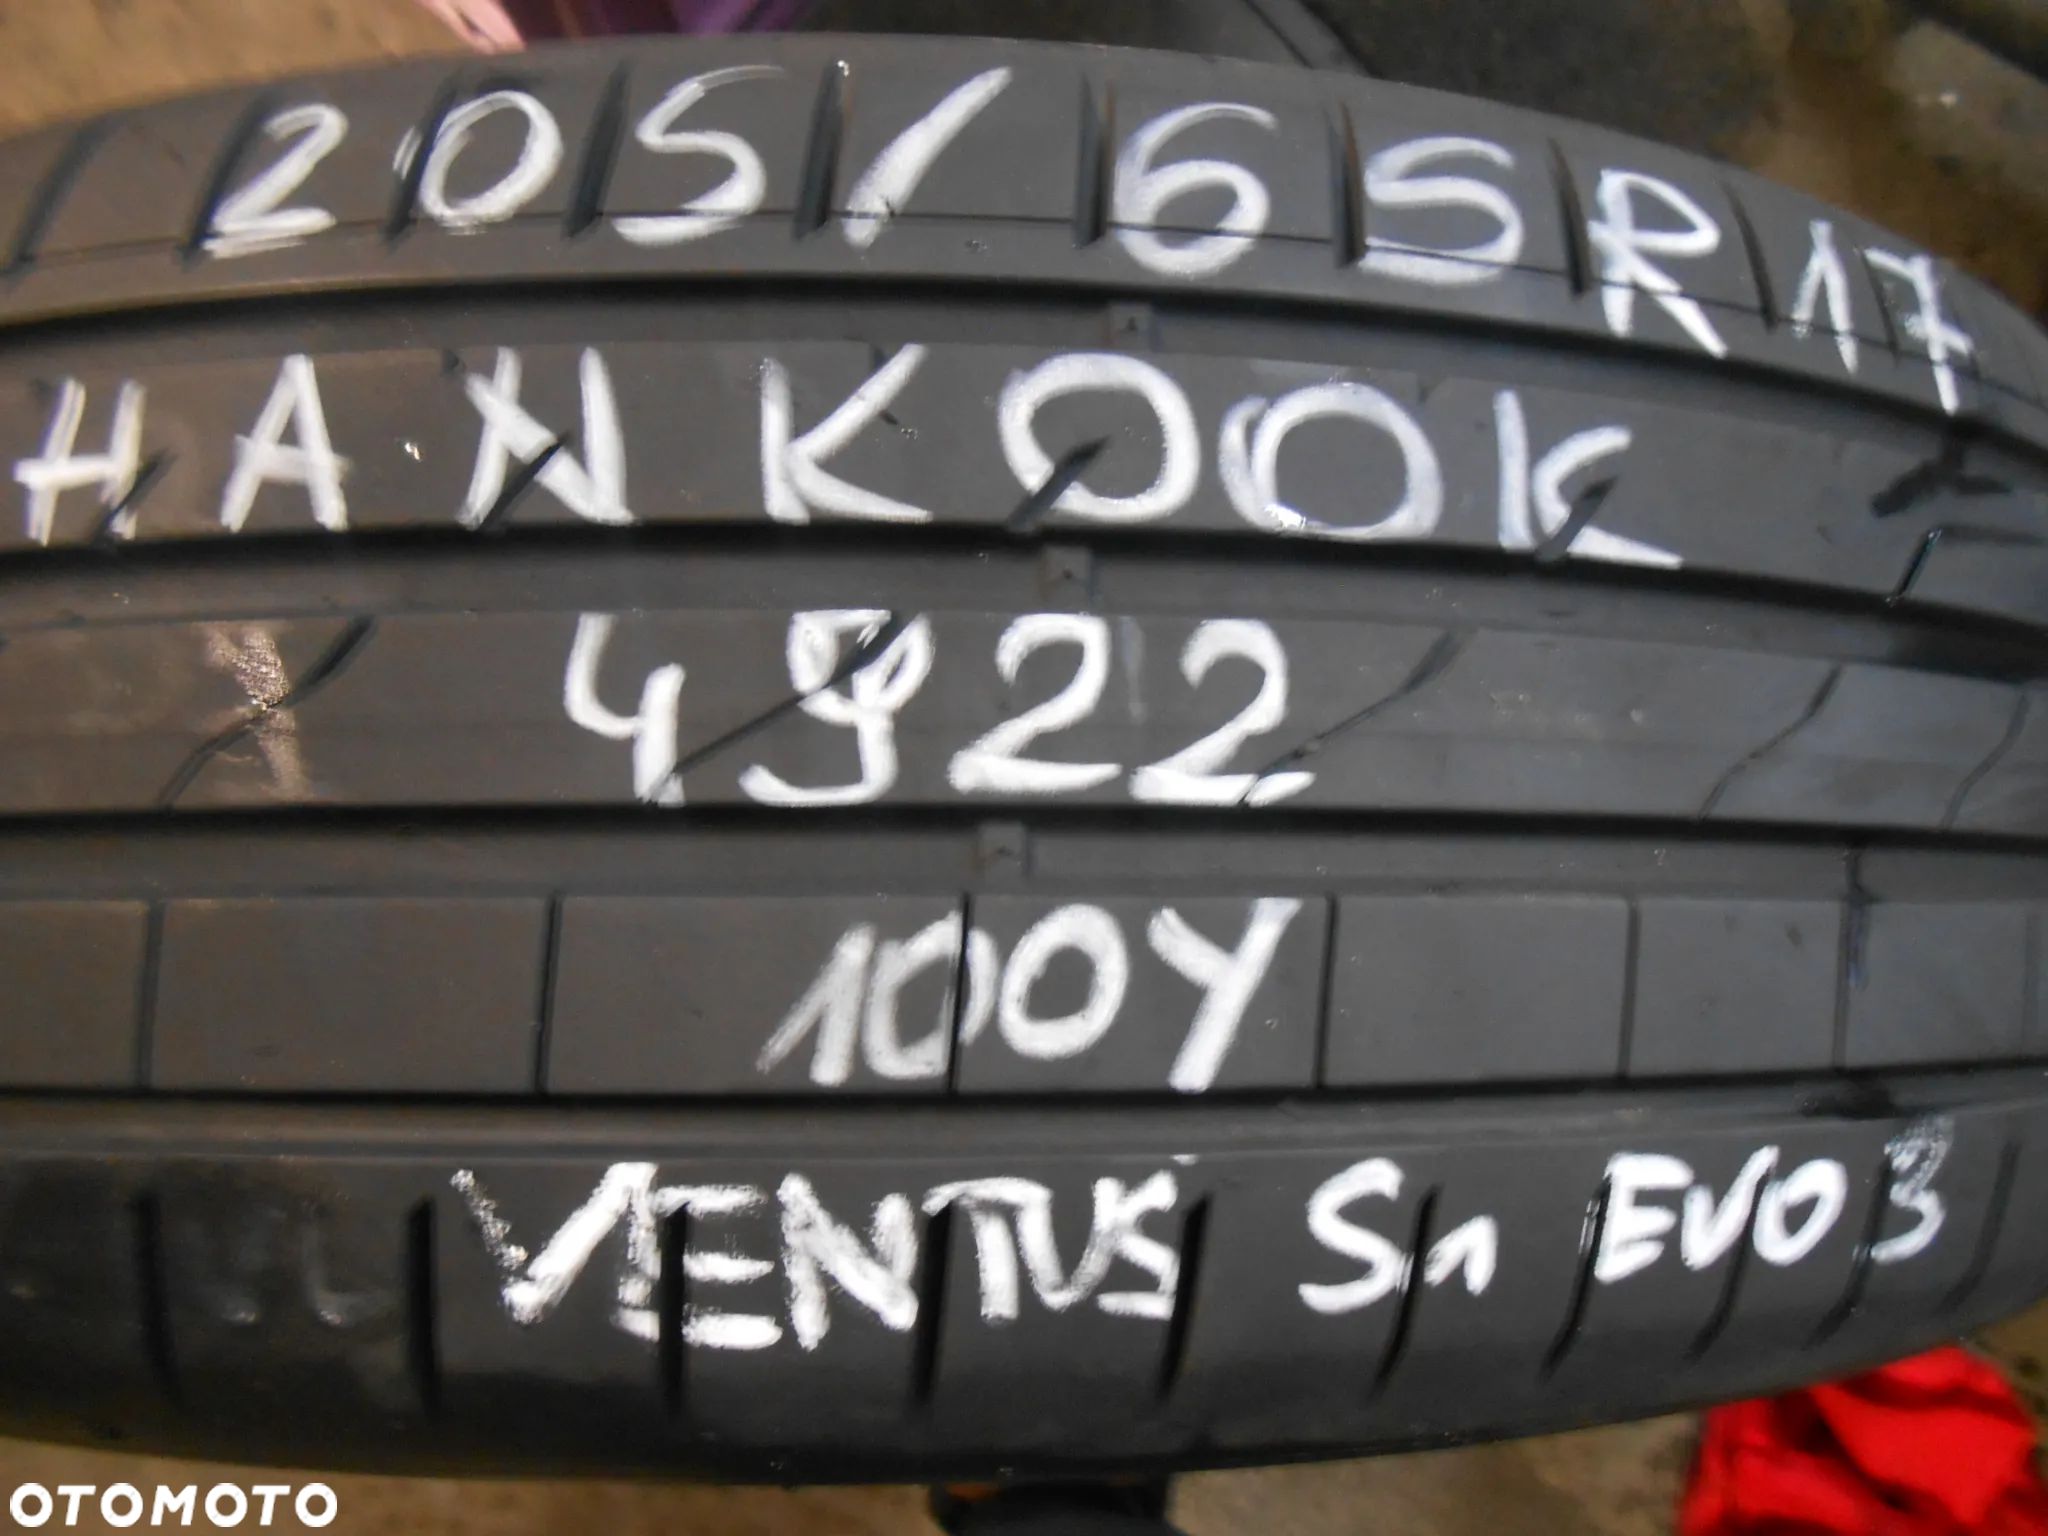 205/65R17
HANKOOK
4922
100Y
VENTUS S1 EVO3
OTOMOTO